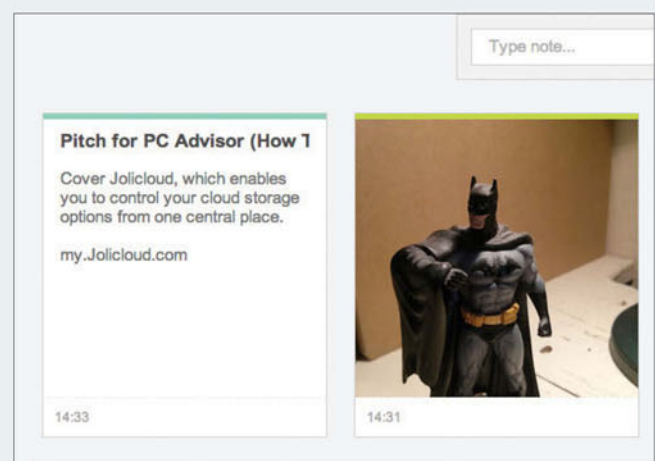 Type note...
Pitch for PC Advisor (How T
Cover Jolicloud, which enables
you to control your cloud storage
options from one central place.
my.Jolicloud.com
14:33
14:31